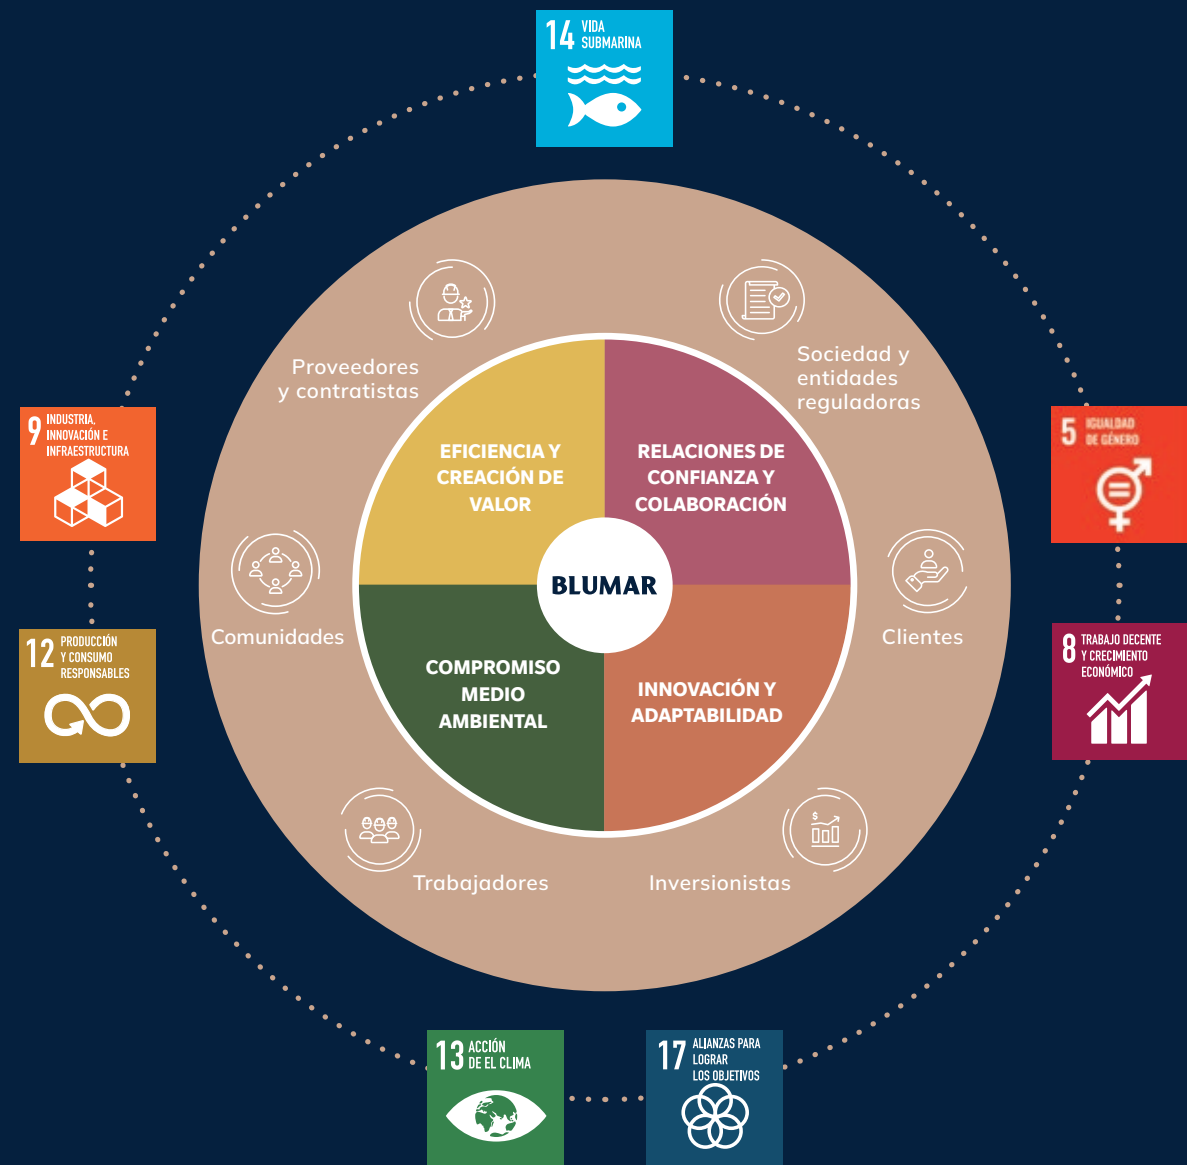 14 VIDA
SUBMARINA
Proveedores
y contratistas
Sociedad y
entidades
reguladoras
9 INDUSTRIA,
INNOVACIÓN E
INFRAESTRUCTURA
5 IGUALDAD
DE GÉNERO
EFICIENCIA Y
CREACIÓN DE
VALOR
RELACIONES DE
CONFIANZA Y
COLABORACIÓN
BLUMAR
Comunidades
Clientes
12 PRODUCCIÓN
Y CONSUMO
RESPONSABLES
8 TRABAJO DECENTE
Y CRECIMIENTO
ECONÓMICO
COMPROMISO
MEDIO
AMBIENTAL
INNOVACIÓN Y
ADAPTABILIDAD
$
Trabajadores
Inversionistas
13 ACCIÓN
DE EL CLIMA
17 ALIANZAS PARA
LOGRAR
LOS OBJETIVOS